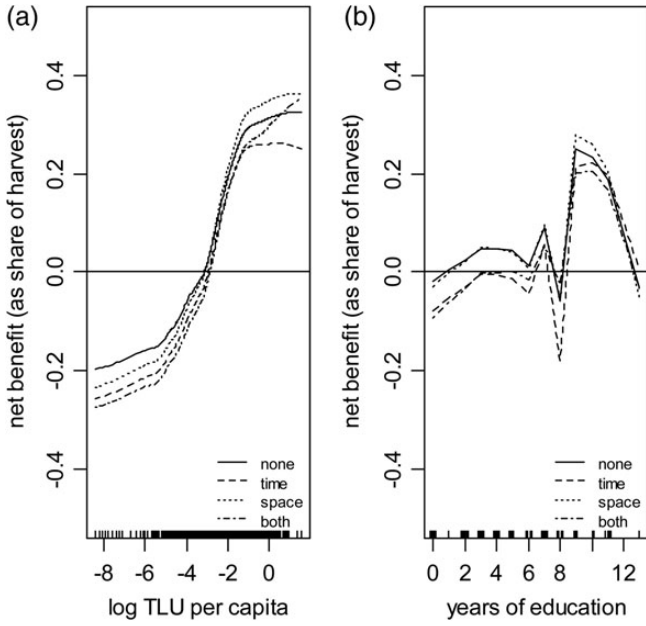 (a)
net benefit (as share of harvest)
0.4
0.2
0.0
-0.2
-0.4
none
time
space
both
-8 -6 -4 -2 0
log TLU per capita
(b)
net benefit (as share of harvest)
0.4
0.2
0.0
-0.2
-0.4
none
time
space
both
0 2 4 6 8 12
years of education